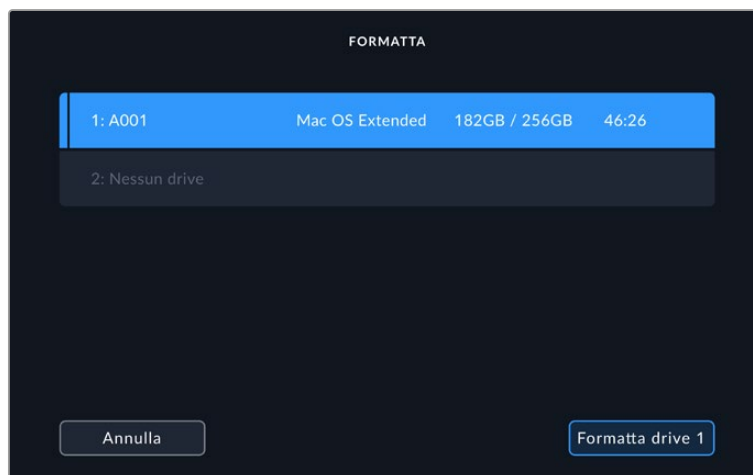 FORMATTA
1: A001 Mac OS Extended 182GB / 256GB 46:26
2: Nessun drive
Annulla Formatta drive 1